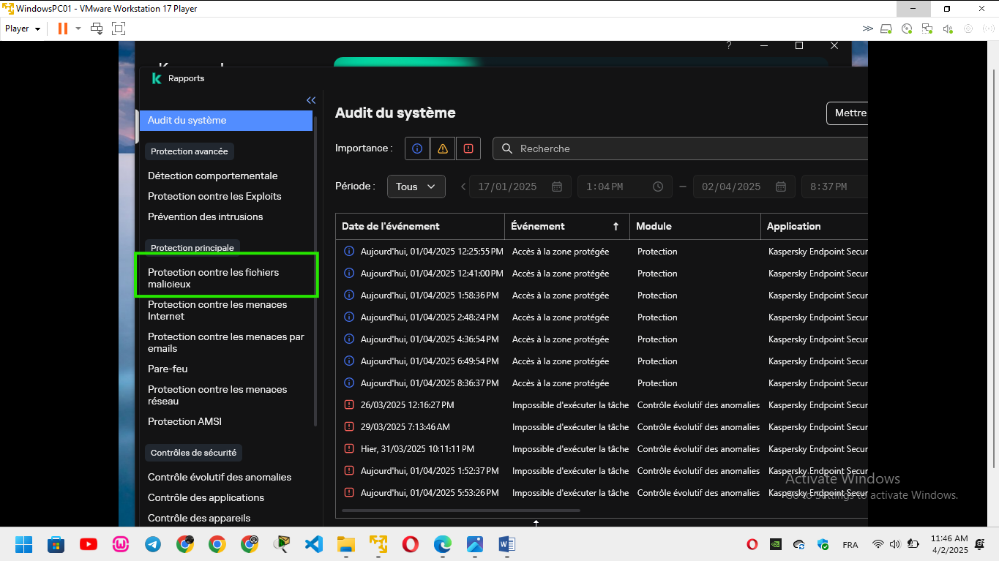 WindowsPC01 - VMware Workstation 17 Player
Player
Rapports
Audit du système
Protection avancée
Détection comportementale
Protection contre les Exploits
Prévention des intrusions
Protection principale
Protection contre les fichiers
malicieux
Protection contre les menaces
Internet
Protection contre les menaces par
emails
Pare-feu
Protection contre les menaces
réseau
Protection AMSI
Contrôles de sécurité
Contrôle évolutif des anomalies
Contrôle des applications
Contrôle des appareils
Audit du système
Mettre
Importance :
Recherche
Période : Tous 17/01/2025 1:04 PM – 02/04/2025 8:37 PM
Date de l'événement Événement Module Application
Aujourd'hui, 01/04/2025 12:25:55 PM Accès à la zone protégée Protection Kaspersky Endpoint Secur
Aujourd'hui, 01/04/2025 12:41:00 PM Accès à la zone protégée Protection Kaspersky Endpoint Secur
Aujourd'hui, 01/04/2025 1:58:36 PM Accès à la zone protégée Protection Kaspersky Endpoint Secur
Aujourd'hui, 01/04/2025 2:48:24 PM Accès à la zone protégée Protection Kaspersky Endpoint Secur
Aujourd'hui, 01/04/2025 4:36:54 PM Accès à la zone protégée Protection Kaspersky Endpoint Secur
Aujourd'hui, 01/04/2025 6:49:54 PM Accès à la zone protégée Protection Kaspersky Endpoint Secur
Aujourd'hui, 01/04/2025 8:36:37 PM Accès à la zone protégée Protection Kaspersky Endpoint Secur
26/03/2025 12:16:27 PM Impossible d'exécuter la tâche Contrôle évolutif des anomalies Kaspersky Endpoint Secur
29/03/2025 7:13:46 AM Impossible d'exécuter la tâche Contrôle évolutif des anomalies Kaspersky Endpoint Secur
Hier, 31/03/2025 10:11:11 PM Impossible d'exécuter la tâche Contrôle évolutif des anomalies Kaspersky Endpoint Secur
Aujourd'hui, 01/04/2025 1:52:37 PM Impossible d'exécuter la tâche Contrôle évolutif des anomalies Kaspersky Endpoint Secur
Aujourd'hui, 01/04/2025 5:53:26 PM Impossible d'exécuter la tâche Contrôle évolutif des anomalies Kaspersky Endpoint Secur
Activate Windows
Go to Settings to activate Windows.
FRA
11:46 AM
4/2/2025